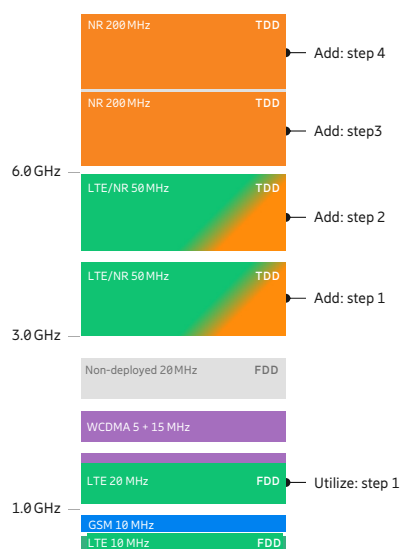 NR 200 MHz TDD
Add: step 4
NR 200 MHz TDD
Add: step3
6.0 GHz
LTE/NR 50 MHz TDD
Add: step 2
LTE/NR 50 MHz TDD
Add: step 1
3.0 GHz
Non-deployed 20 MHz FDD
WCDMA 5 + 15 MHz
LTE 20 MHz FDD
Utilize: step 1
1.0 GHz
GSM 10 MHz
LTE 10 MHz FDD